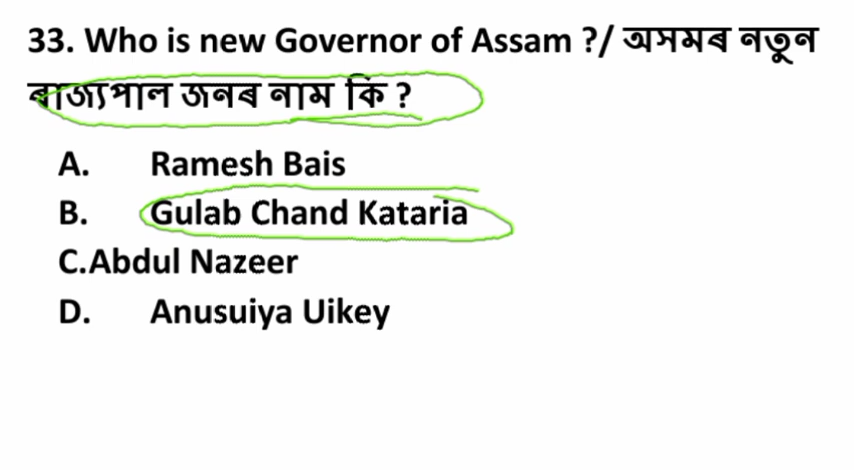 33. Who is new Governor of Assam ?/ অসমৰ নতুন
ৰাজ্যপাল জনৰ নাম কি ?
A. Ramesh Bais
B. Gulab Chand Kataria
C.Abdul Nazeer
D. Anusuiya Uikey